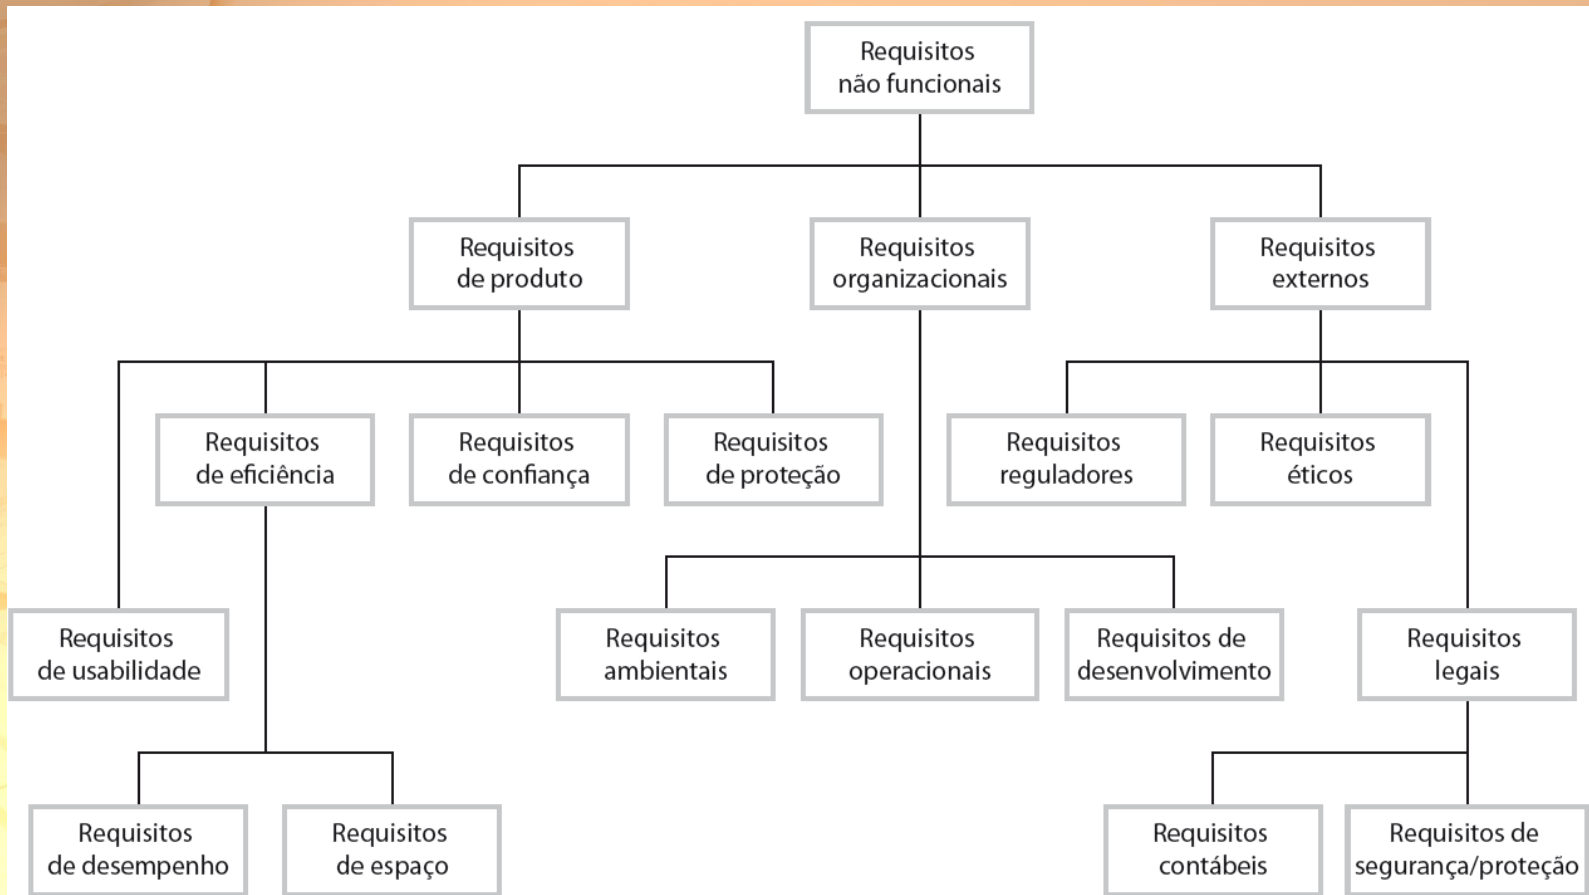 Requisitos
não funcionais
Requisitos
de produto
Requisitos
organizacionais
Requisitos
externos
Requisitos
de eficiência
Requisitos
de confiança
Requisitos
de proteção
Requisitos
reguladores
Requisitos
éticos
Requisitos
de usabilidade
Requisitos
ambientais
Requisitos
operacionais
Requisitos de
desenvolvimento
Requisitos
legais
Requisitos
de desempenho
Requisitos
de espaço
Requisitos
contábeis
Requisitos de
segurança/proteção